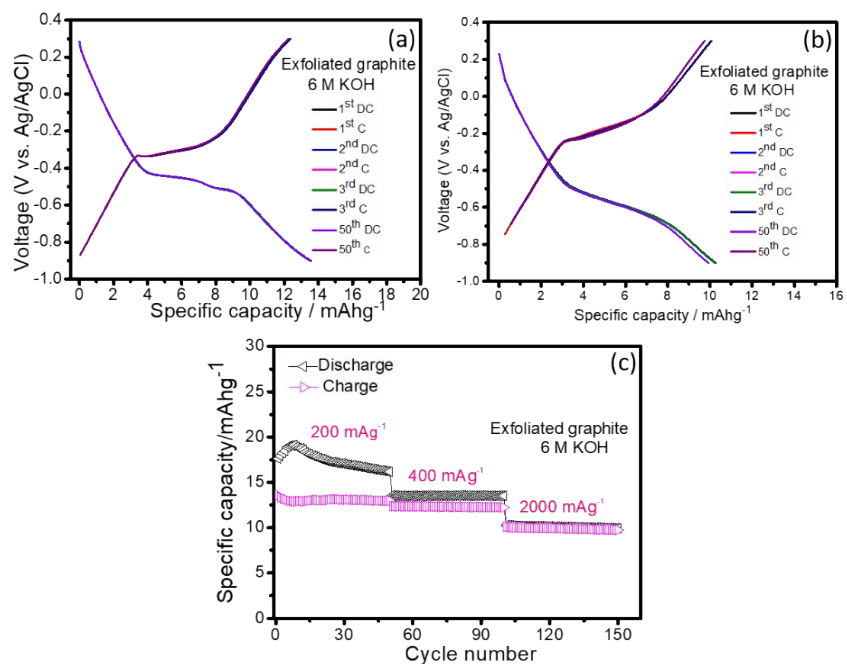 (a)
Exfoliated graphite
6 M KOH
1st DC
1st C
2nd DC
2nd C
3rd DC
3rd C
50th DC
50th C
Voltage (V vs. Ag/AgCl)
0.4
0.2
0.0
-0.2
-0.4
-0.6
-0.8
-1.0
0 2 4 6 8 10 12 14 16 18 20
Specific capacity / mAhg-1
(b)
Exfoliated graphite
6 M KOH
1st DC
1st C
2nd DC
2nd C
3rd DC
3rd C
50th DC
50th C
Voltage (V vs. Ag/AgCl)
0.4
0.2
0.0
-0.2
-0.4
-0.6
-0.8
-1.0
0 2 4 6 8 10 12 14 16
Specific capacity / mAhg-1
(c)
Discharge
Charge
Exfoliated graphite
6 M KOH
200 mAg-1
400 mAg-1
2000 mAg-1
Specific capacity/mAhg-1
30
25
20
15
10
5
0
0 30 60 90 120 150
Cycle number